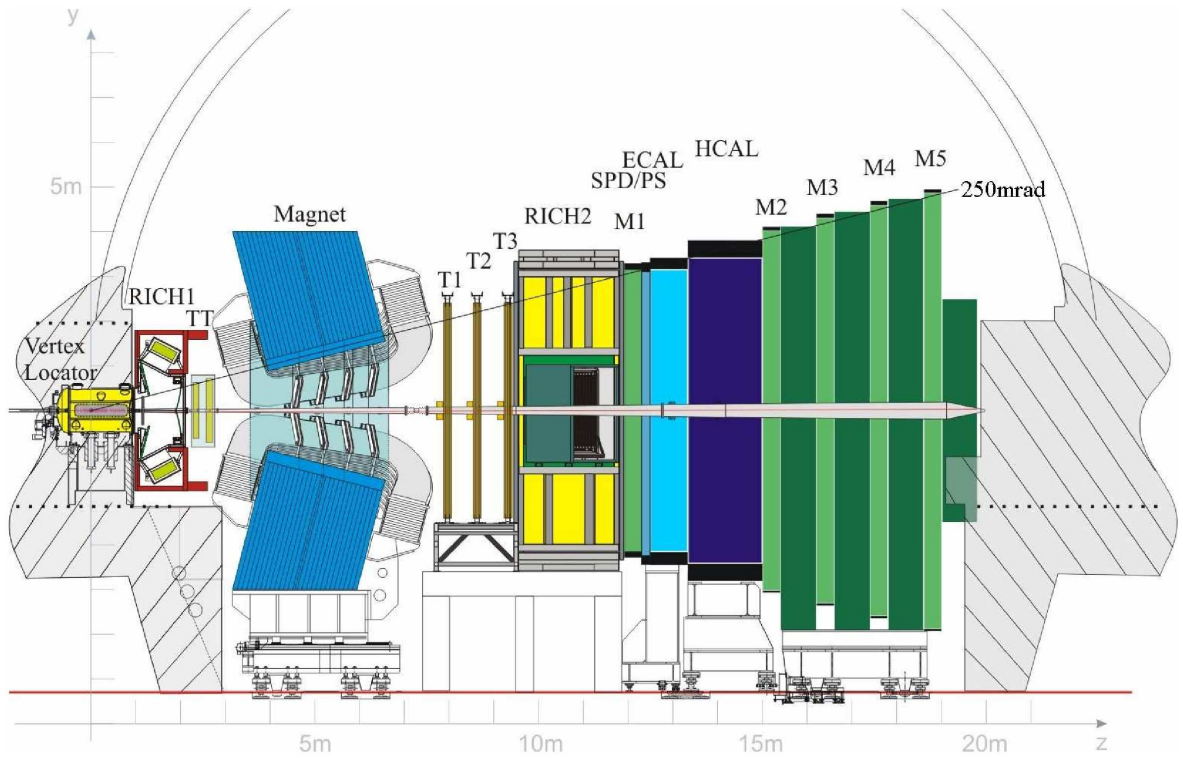 y
5m
250mrad
M5
M4
M3
M2
HCAL
ECAL
SPD/PS
M1
RICH2
T3
T2
T1
Magnet
RICH1
TT
Vertex
Locator
5m
10m
15m
20m
z